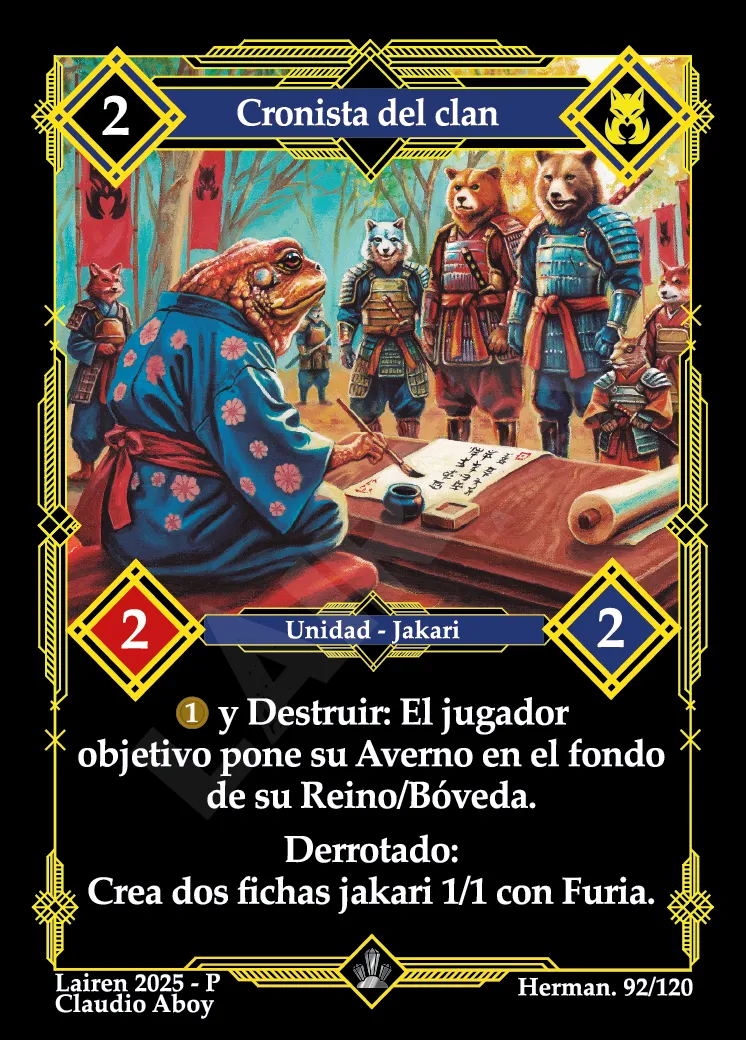 2
Cronista del clan
2
Unidad - Jakari
2
1 y Destruir: El jugador
objetivo pone su Averno en el fondo
de su Reino/Bóveda.
Derrotado:
Crea dos fichas jakari 1/1 con Furia.
Lairen 2025 - P
Claudio Aboy
Herman. 92/120